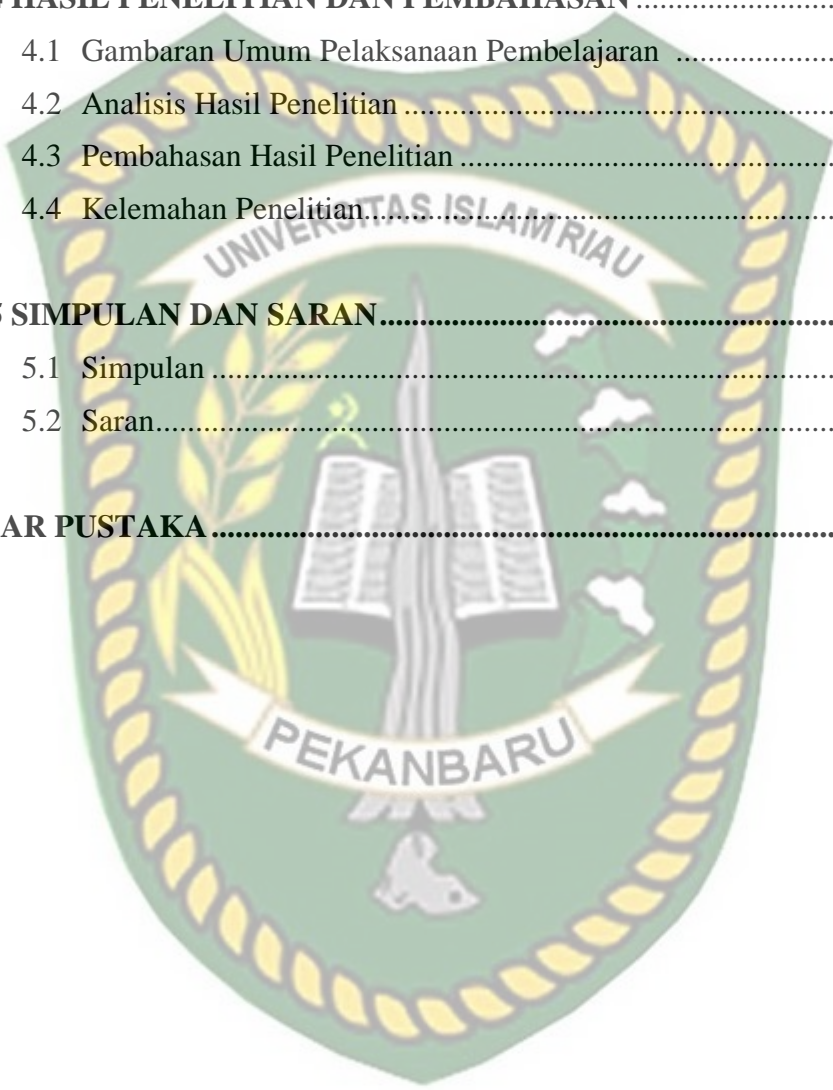 HASIL PENELITIAN DAN PEMBAHASAN ....................
4.1 Gambaran Umum Pelaksanaan Pembelajaran ....................
4.2 Analisis Hasil Penelitian ....................
4.3 Pembahasan Hasil Penelitian ....................
4.4 Kelemahan Penelitian ....................
UNIVERSITAS ISLAM RIAU
SIMPULAN DAN SARAN ....................
5.1 Simpulan ....................
5.2 Saran ....................
AR PUSTAKA ....................
PEKANBARU